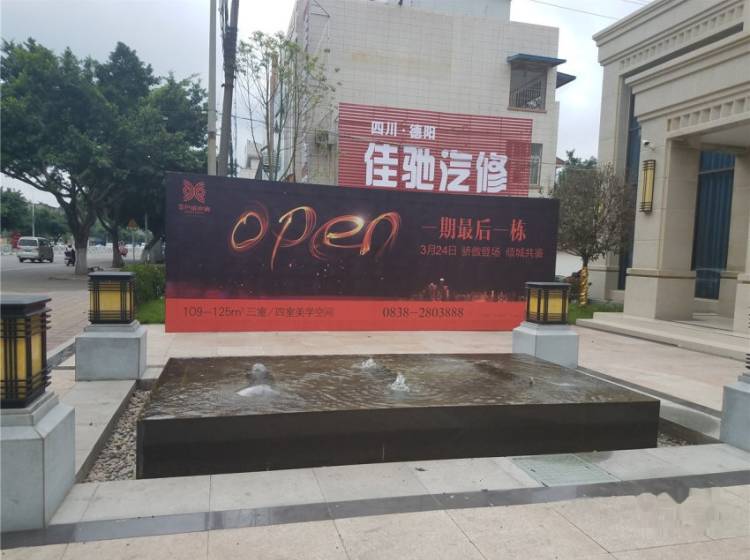 四川·德阳
佳驰汽修
open
一期最后一栋
3月24日 骄傲登场 倾城共鉴
109—125m²三室/四室美学空间
0838-2803888